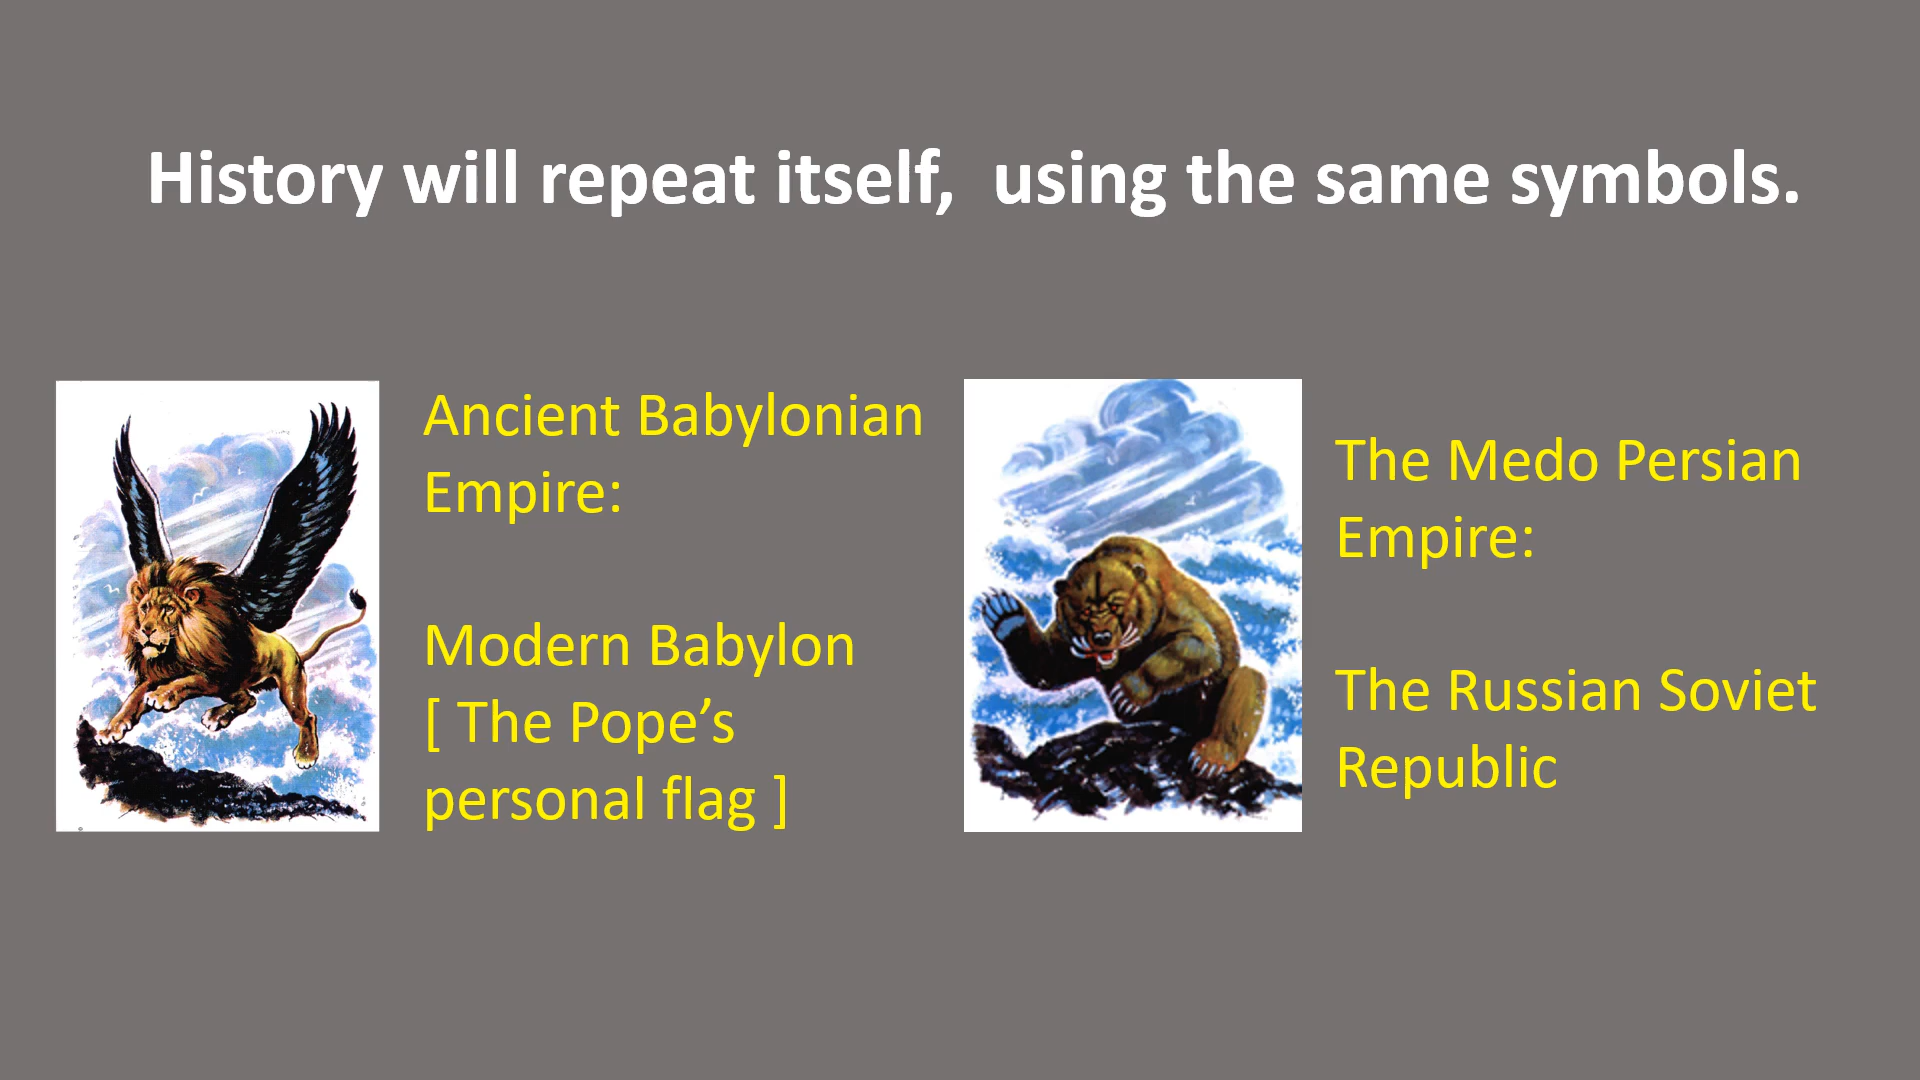 History will repeat itself,  using the same symbols.
Ancient Babylonian
Empire:
Modern Babylon
[ The Pope’s
personal flag ]
The Medo Persian
Empire:
The Russian Soviet
Republic